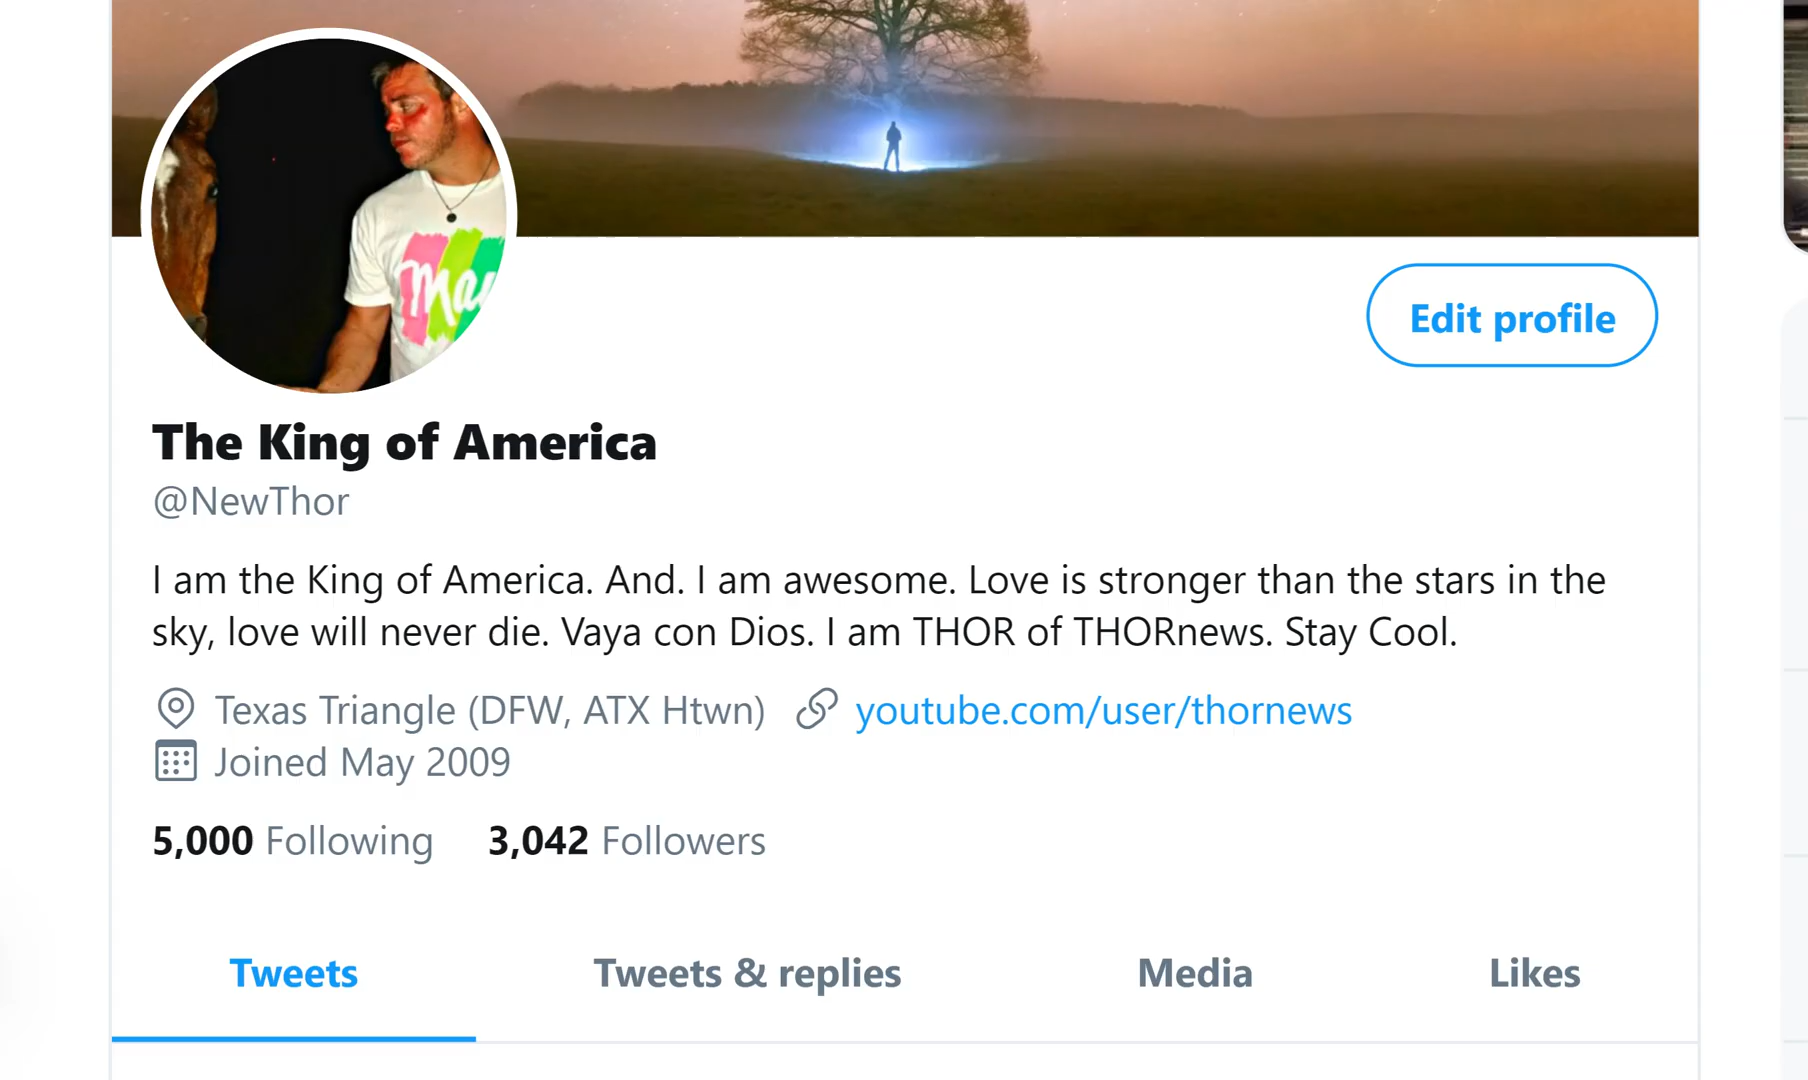 May
Edit profile
The King of America
@NewThor
I am the King of America. And. I am awesome. Love is stronger than the stars in the
sky, love will never die. Vaya con Dios. I am THOR of THORnews. Stay Cool.
Texas Triangle (DFW, ATX Htwn) youtube.com/user/thornews
Joined May 2009
5,000 Following 3,042 Followers
Tweets Tweets & replies Media Likes